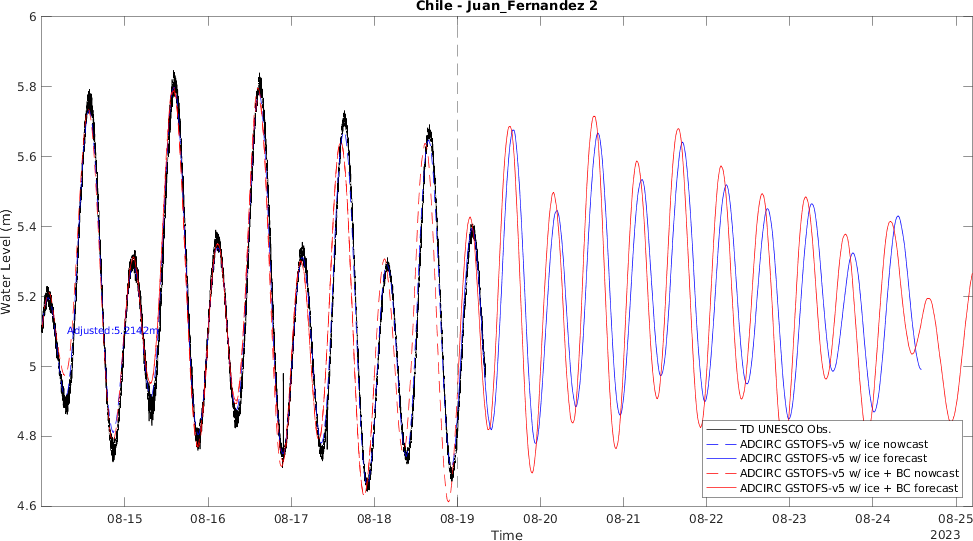 Chile - Juan_Fernandez 2
6
5.8
5.6
5.4
5.2
5
4.8
4.6
Water Level (m)
Adjusted:5.2142m
TD UNESCO Obs.
ADCIRC GSTOFS-v5 w/ ice nowcast
ADCIRC GSTOFS-v5 w/ ice forecast
ADCIRC GSTOFS-v5 w/ ice + BC nowcast
ADCIRC GSTOFS-v5 w/ ice + BC forecast
08-15 08-16 08-17 08-18 08-19 08-20 08-21 08-22 08-23 08-24 08-25
Time
2023